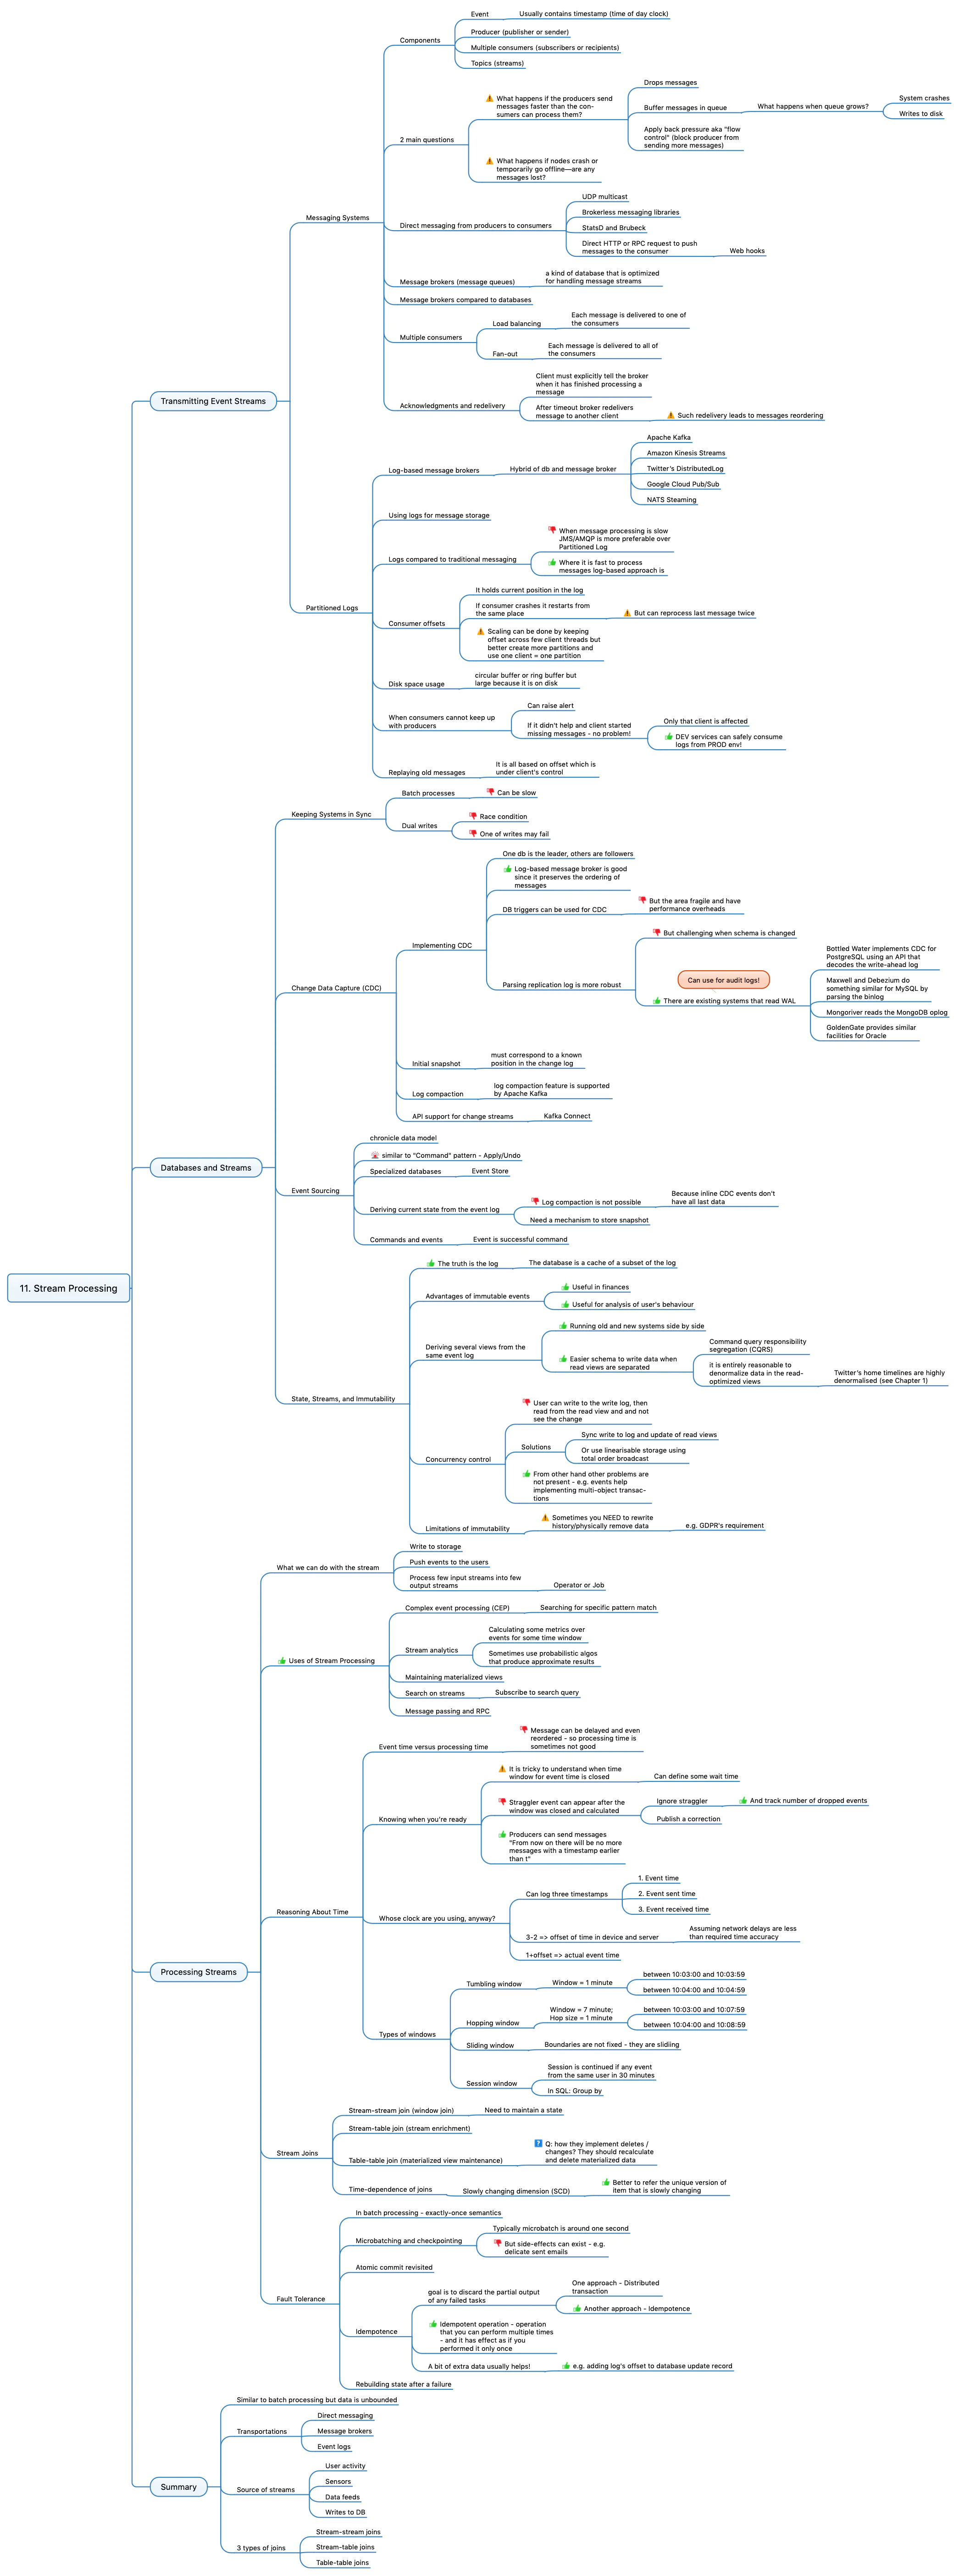 11. Stream Processing
Transmitting Event Streams
Messaging Systems
Components
Event
Usually contains timestamp (time of day clock)
Producer (publisher or sender)
Multiple consumers (subscribers or recipients)
Topics (streams)
2 main questions
What happens if the producers send
messages faster than the con-
sumers can process them?
Drops messages
Buffer messages in queue
What happens when queue grows?
System crashes
Writes to disk
Apply back pressure aka "flow
control" (block producer from
sending more messages)
What happens if nodes crash or
temporarily go offline—are any
messages lost?
Direct messaging from producers to consumers
UDP multicast
Brokerless messaging libraries
StatsD and Brubeck
Direct HTTP or RPC request to push
messages to the consumer
Web hooks
Message brokers (message queues)
a kind of database that is optimized
for handling message streams
Message brokers compared to databases
Multiple consumers
Load balancing
Each message is delivered to one of
the consumers
Fan-out
Each message is delivered to all of
the consumers
Acknowledgments and redelivery
Client must explicitly tell the broker
when it has finished processing a
message
After timeout broker redelivers
message to another client
Such redelivery leads to messages reordering
Partitioned Logs
Log-based message brokers
Hybrid of db and message broker
Apache Kafka
Amazon Kinesis Streams
Twitter's DistributedLog
Google Cloud Pub/Sub
NATS Steaming
Using logs for message storage
Logs compared to traditional messaging
When message processing is slow
JMS/AMQP is more preferable over
Partitioned Log
Where it is fast to process
messages log-based approach is
Consumer offsets
It holds current position in the log
If consumer crashes it restarts from
the same place
But can reprocess last message twice
Scaling can be done by keeping
offset across few client threads but
better create more partitions and
use one client = one partition
Disk space usage
circular buffer or ring buffer but
large because it is on disk
When consumers cannot keep up
with producers
Can raise alert
If it didn't help and client started
missing messages - no problem!
Only that client is affected
DEV services can safely consume
logs from PROD env!
Replaying old messages
It is all based on offset which is
under client's control
Databases and Streams
Keeping Systems in Sync
Batch processes
Can be slow
Dual writes
Race condition
One of writes may fail
Change Data Capture (CDC)
Implementing CDC
One db is the leader, others are followers
Log-based message broker is good
since it preserves the ordering of
messages
DB triggers can be used for CDC
But the area fragile and have
performance overheads
Parsing replication log is more robust
But challenging when schema is changed
Can use for audit logs!
There are existing systems that read WAL
Bottled Water implements CDC for
PostgreSQL using an API that
decodes the write-ahead log
Maxwell and Debezium do
something similar for MySQL by
parsing the binlog
Mongoriver reads the MongoDB oplog
GoldenGate provides similar
facilities for Oracle
Initial snapshot
must correspond to a known
position in the change log
Log compaction
log compaction feature is supported
by Apache Kafka
API support for change streams
Kafka Connect
Event Sourcing
chronicle data model
similar to "Command" pattern - Apply/Undo
Specialized databases
Event Store
Deriving current state from the event log
Log compaction is not possible
Because inline CDC events don't
have all last data
Need a mechanism to store snapshot
Commands and events
Event is successful command
State, Streams, and Immutability
The truth is the log
The database is a cache of a subset of the log
Advantages of immutable events
Useful in finances
Useful for analysis of user's behaviour
Deriving several views from the
same event log
Running old and new systems side by side
Easier schema to write data when
read views are separated
Command query responsibility
segregation (CQRS)
it is entirely reasonable to
denormalize data in the read-
optimized views
Twitter's home timelines are highly
denormalised (see Chapter 1)
Concurrency control
User can write to the write log, then
read from the read view and and not
see the change
Solutions
Sync write to log and update of read views
Or use linearisable storage using
total order broadcast
From other hand other problems are
not present - e.g. events help
implementing multi-object transac-
tions
Limitations of immutability
Sometimes you NEED to rewrite
history/physically remove data
e.g. GDPR's requirement
Processing Streams
What we can do with the stream
Write to storage
Push events to the users
Process few input streams into few
output streams
Operator or Job
Uses of Stream Processing
Complex event processing (CEP)
Searching for specific pattern match
Stream analytics
Calculating some metrics over
events for some time window
Sometimes use probabilistic algos
that produce approximate results
Maintaining materialized views
Search on streams
Subscribe to search query
Message passing and RPC
Reasoning About Time
Event time versus processing time
Message can be delayed and even
reordered - so processing time is
sometimes not good
Knowing when you're ready
It is tricky to understand when time
window for event time is closed
Can define some wait time
Straggler event can appear after the
window was closed and calculated
Ignore straggler
And track number of dropped events
Publish a correction
Producers can send messages
"From now on there will be no more
messages with a timestamp earlier
than t"
Whose clock are you using, anyway?
Can log three timestamps
1. Event time
2. Event sent time
3. Event received time
3-2 => offset of time in device and server
Assuming network delays are less
than required time accuracy
1+offset => actual event time
Types of windows
Tumbling window
Window = 1 minute
between 10:03:00 and 10:03:59
between 10:04:00 and 10:04:59
Hopping window
Window = 7 minute;
Hop size = 1 minute
between 10:03:00 and 10:07:59
between 10:04:00 and 10:08:59
Sliding window
Boundaries are not fixed - they are slidiing
Session window
Session is continued if any event
from the same user in 30 minutes
In SQL: Group by
Stream Joins
Stream-stream join (window join)
Need to maintain a state
Stream-table join (stream enrichment)
Table-table join (materialized view maintenance)
Q: how they implement deletes /
changes? They should recalculate
and delete materialized data
Time-dependence of joins
Slowly changing dimension (SCD)
Better to refer the unique version of
item that is slowly changing
Fault Tolerance
In batch processing - exactly-once semantics
Microbatching and checkpointing
Typically microbatch is around one second
But side-effects can exist - e.g.
delicate sent emails
Atomic commit revisited
Idempotence
goal is to discard the partial output
of any failed tasks
One approach - Distributed
transaction
Another approach - Idempotence
Idempotent operation - operation
that you can perform multiple times
- and it has effect as if you
performed it only once
A bit of extra data usually helps!
e.g. adding log's offset to database update record
Rebuilding state after a failure
Summary
Similar to batch processing but data is unbounded
Transportations
Direct messaging
Message brokers
Event logs
Source of streams
User activity
Sensors
Data feeds
Writes to DB
3 types of joins
Stream-stream joins
Stream-table joins
Table-table joins